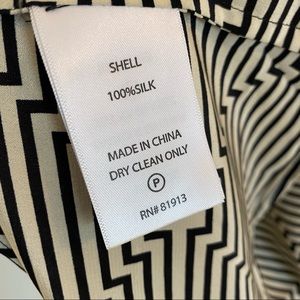 SHELL
100%SILK
MADE IN CHINA
DRY CLEAN ONLY
P
RN# 81913